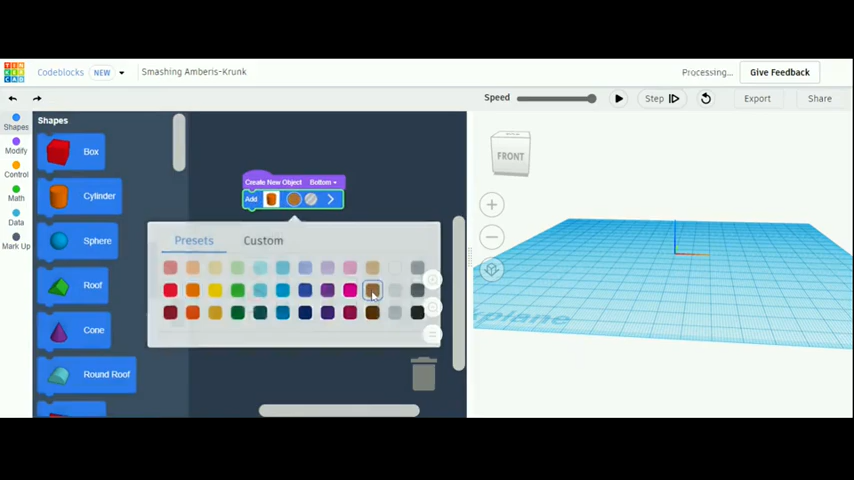 Codeblocks NEW
Smashing Amberis-Krunk
Processing...
Give Feedback
Speed
Step
Export
Share
Shapes
Modify
Control
Math
Data
Mark Up
Shapes
Box
Cylinder
Sphere
Roof
Cone
Round Roof
Create New Object Bottom
Add
Presets
Custom
FRONT
TIN
KER
CAD